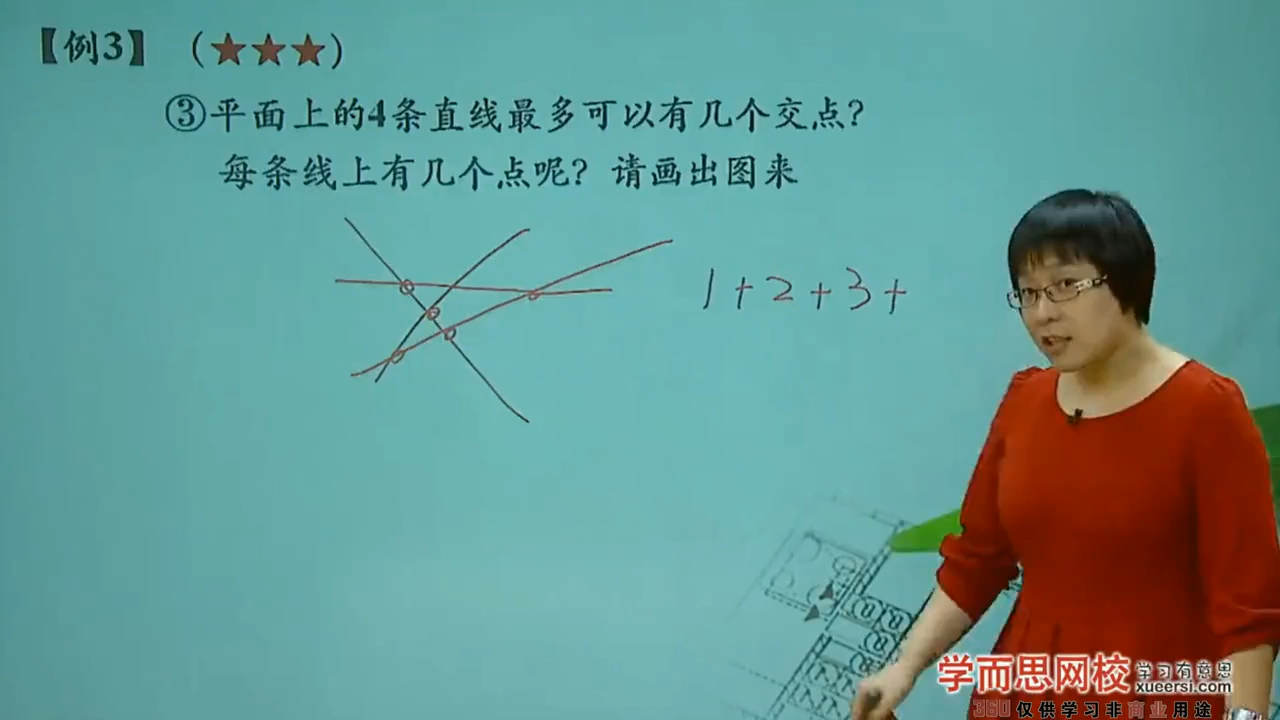 【例3】 (★★★)
③平面上的4条直线最多可以有几个交点?
每条线上有几个点呢? 请画出图来
1+2+3+
学而思网校 学习有意思
xueersi.com
360仅供学习非商业用途